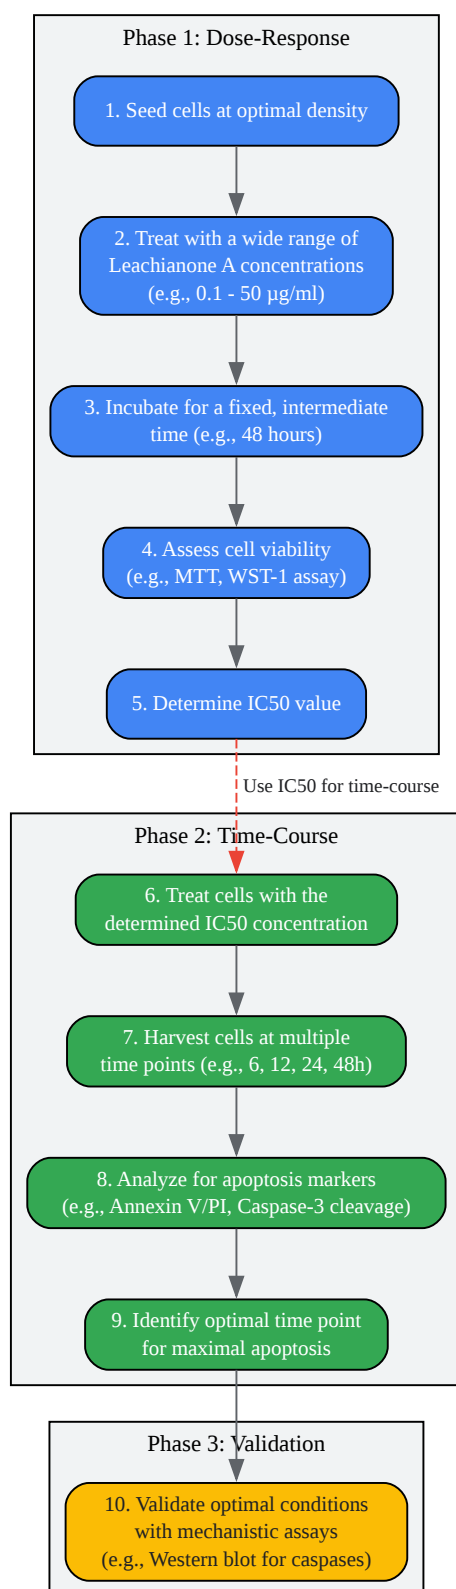 Phase 1: Dose-Response
1. Seed cells at optimal density
2. Treat with a wide range of
Leachianone A concentrations
(e.g., 0.1 - 50 µg/ml)
3. Incubate for a fixed, intermediate
time (e.g., 48 hours)
4. Assess cell viability
(e.g., MTT, WST-1 assay)
5. Determine IC50 value
Use IC50 for time-course
Phase 2: Time-Course
6. Treat cells with the
determined IC50 concentration
7. Harvest cells at multiple
time points (e.g., 6, 12, 24, 48h)
8. Analyze for apoptosis markers
(e.g., Annexin V/PI, Caspase-3 cleavage)
9. Identify optimal time point
for maximal apoptosis
Phase 3: Validation
10. Validate optimal conditions
with mechanistic assays
(e.g., Western blot for caspases)